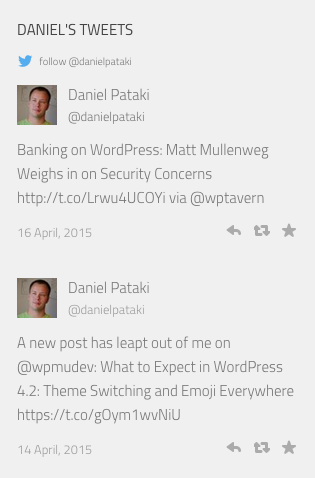 DANIEL'S TWEETS
follow @danielpataki
Daniel Pataki
@danielpataki
Banking on WordPress: Matt Mullenweg
Weighs in on Security Concerns
http://t.co/Lrwu4UCOYi via @wptavern
16 April, 2015
Daniel Pataki
@danielpataki
A new post has leapt out of me on
@wpmudev: What to Expect in WordPress
4.2: Theme Switching and Emoji Everywhere
https://t.co/gOym1wvNiU
14 April, 2015